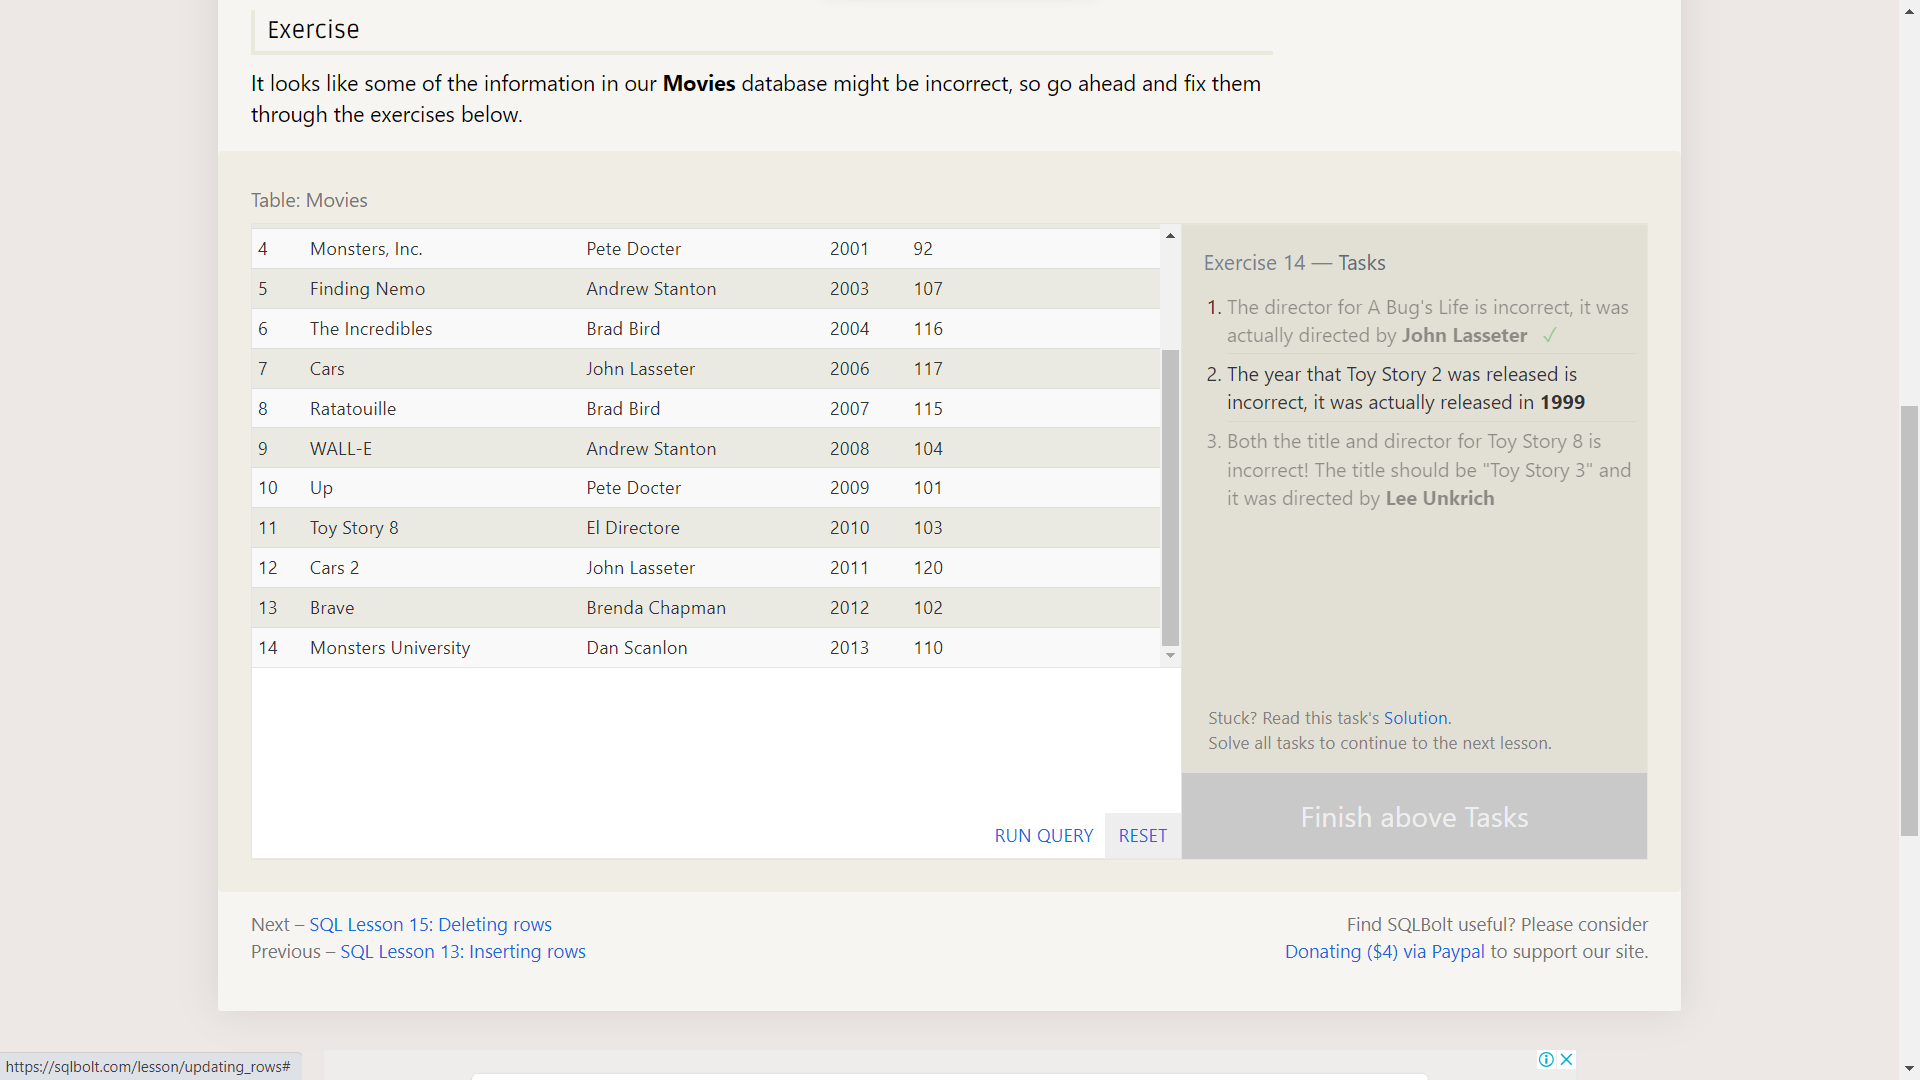 Exercise
It looks like some of the information in our Movies database might be incorrect, so go ahead and fix them
through the exercises below.
Table: Movies
4 Monsters, Inc. Pete Docter 2001 92
5 Finding Nemo Andrew Stanton 2003 107
6 The Incredibles Brad Bird 2004 116
7 Cars John Lasseter 2006 117
8 Ratatouille Brad Bird 2007 115
9 WALL-E Andrew Stanton 2008 104
10 Up Pete Docter 2009 101
11 Toy Story 8 El Directore 2010 103
12 Cars 2 John Lasseter 2011 120
13 Brave Brenda Chapman 2012 102
14 Monsters University Dan Scanlon 2013 110
RUN QUERY RESET
Exercise 14 — Tasks
1. The director for A Bug's Life is incorrect, it was
actually directed by John Lasseter ✓
2. The year that Toy Story 2 was released is
incorrect, it was actually released in 1999
3. Both the title and director for Toy Story 8 is
incorrect! The title should be "Toy Story 3" and
it was directed by Lee Unkrich
Stuck? Read this task's Solution.
Solve all tasks to continue to the next lesson.
Finish above Tasks
Next – SQL Lesson 15: Deleting rows
Previous – SQL Lesson 13: Inserting rows
Find SQLBolt useful? Please consider
Donating ($4) via Paypal to support our site.
https://sqlbolt.com/lesson/updating_rows#